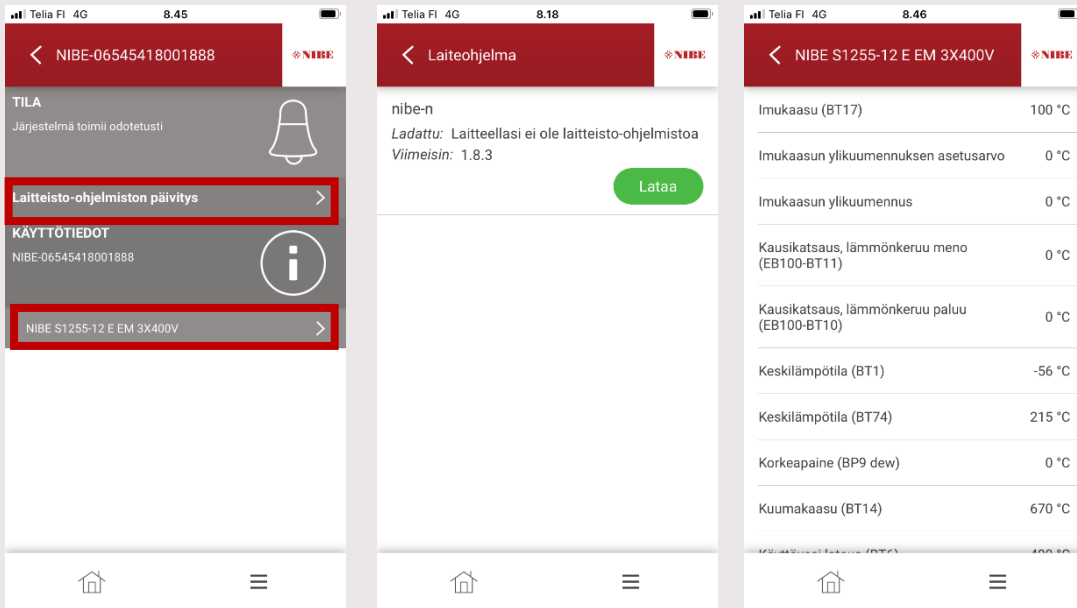 Telia FI 4G 8.45
NIBE-06545418001888
NIBE
TILA
Järjestelmä toimii odotetusti
Laitteisto-ohjelmiston päivitys
KÄYTTÖTIEDOT
NIBE-06545418001888
NIBE S1255-12 E EM 3X400V
Telia FI 4G 8.18
Laiteohjelma
NIBE
nibe-n
Ladattu: Laitteellasi ei ole laitteisto-ohjelmistoa
Viimeisin: 1.8.3
Lataa
Telia FI 4G 8.46
NIBE S1255-12 E EM 3X400V
NIBE
Imukaasu (BT17) 100 °C
Imukaasun ylikuumennuksen asetusarvo 0 °C
Imukaasun ylikuumennus 0 °C
Kausikatsaus, lämmönkeruu meno
(EB100-BT11) 0 °C
Kausikatsaus, lämmönkeruu paluu
(EB100-BT10) 0 °C
Keskilämpötila (BT1) -56 °C
Keskilämpötila (BT74) 215 °C
Korkeapaine (BP9 dew) 0 °C
Kuumakaasu (BT14) 670 °C